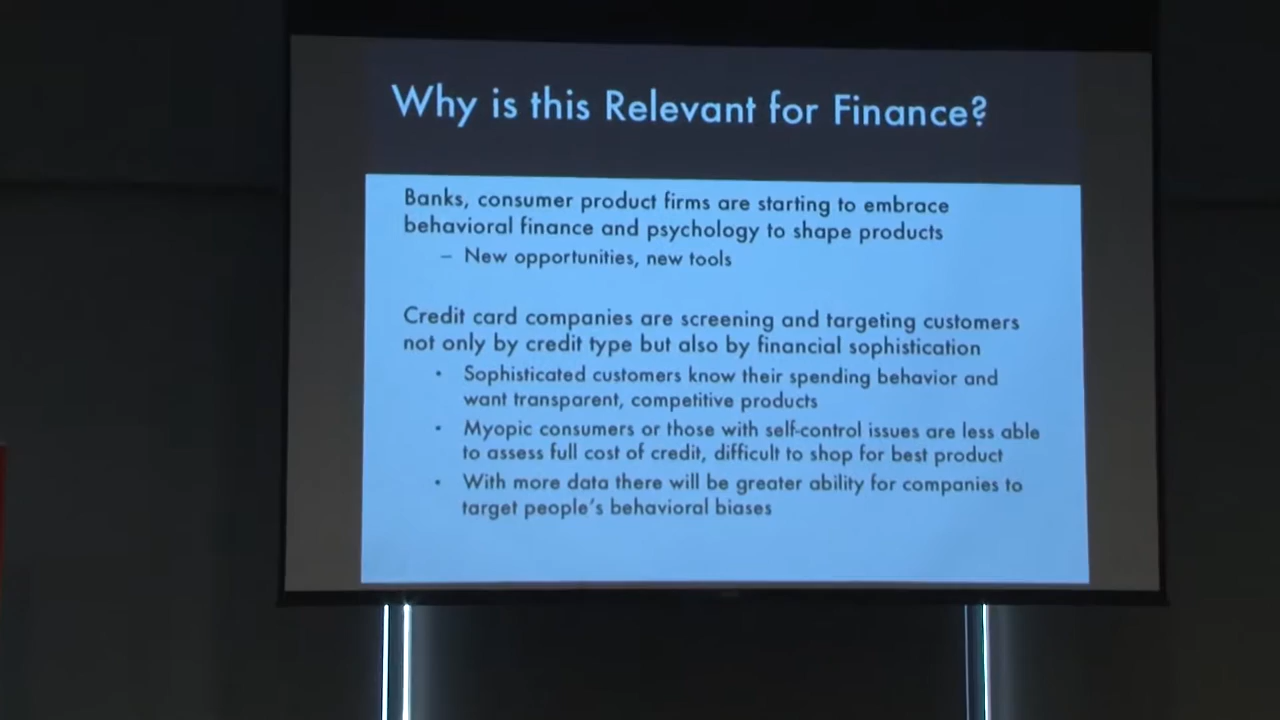 Why is this Relevant for Finance?
Banks, consumer product firms are starting to embrace
behavioral finance and psychology to shape products
– New opportunities, new tools
Credit card companies are screening and targeting customers
not only by credit type but also by financial sophistication
• Sophisticated customers know their spending behavior and
want transparent, competitive products
• Myopic consumers or those with self-control issues are less able
to assess full cost of credit, difficult to shop for best product
• With more data there will be greater ability for companies to
target people's behavioral biases